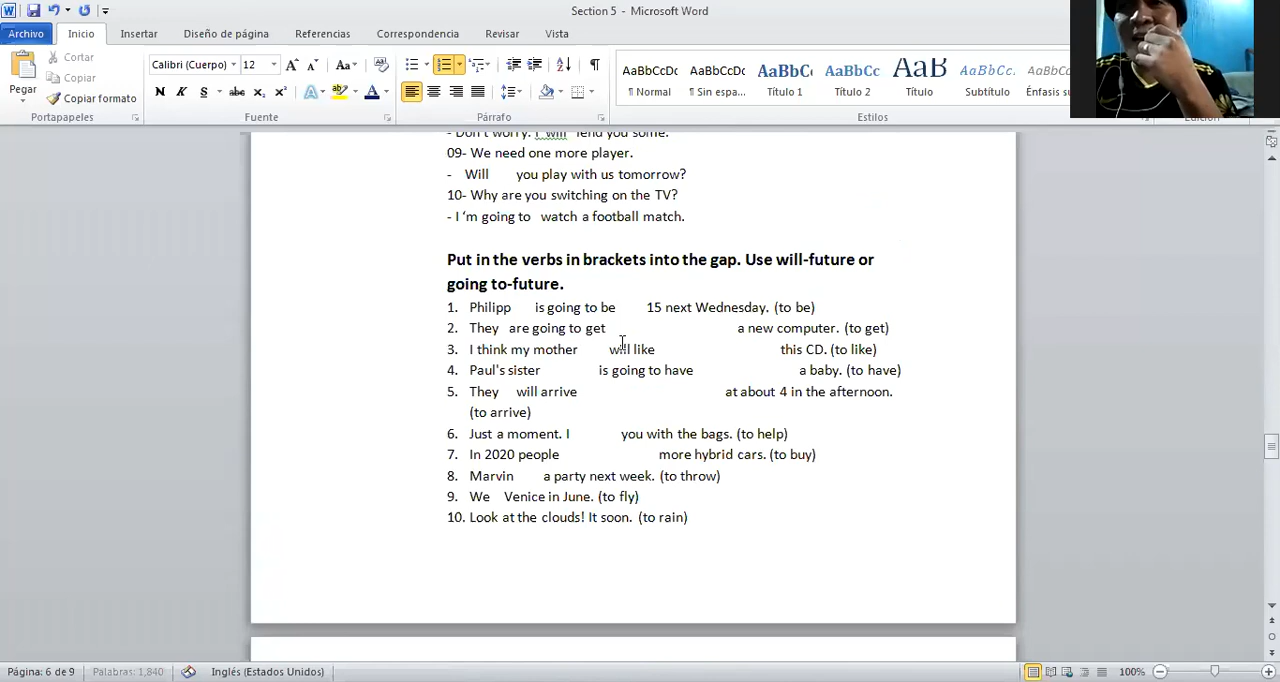 Section 5 - Microsoft Word
Archivo Inicio Insertar Diseño de página Referencias Correspondencia Revisar Vista
Pegar
Cortar
Copiar
Copiar formato
Calibri (Cuerpo) 12
N K S abc x₂ x²
AaBbCcDc AaBbCcDc AaBbC( AaBbCc AaB AaBbCc. AaBbCcD
¶ Normal ¶ Sin espa... Título 1 Título 2 Título Subtítulo Énfasis
Portapapeles Fuente Párrafo Estilos
- Don't worry. I will lend you some.
09- We need one more player.
- Will you play with us tomorrow?
10- Why are you switching on the TV?
- I 'm going to watch a football match.
Put in the verbs in brackets into the gap. Use will-future or
going to-future.
1. Philipp is going to be 15 next Wednesday. (to be)
2. They are going to get a new computer. (to get)
3. I think my mother will like this CD. (to like)
4. Paul's sister is going to have a baby. (to have)
5. They will arrive at about 4 in the afternoon.
(to arrive)
6. Just a moment. I you with the bags. (to help)
7. In 2020 people more hybrid cars. (to buy)
8. Marvin a party next week. (to throw)
9. We Venice in June. (to fly)
10. Look at the clouds! It soon. (to rain)
Página: 6 de 9 Palabras: 1,840 Inglés (Estados Unidos) 100%